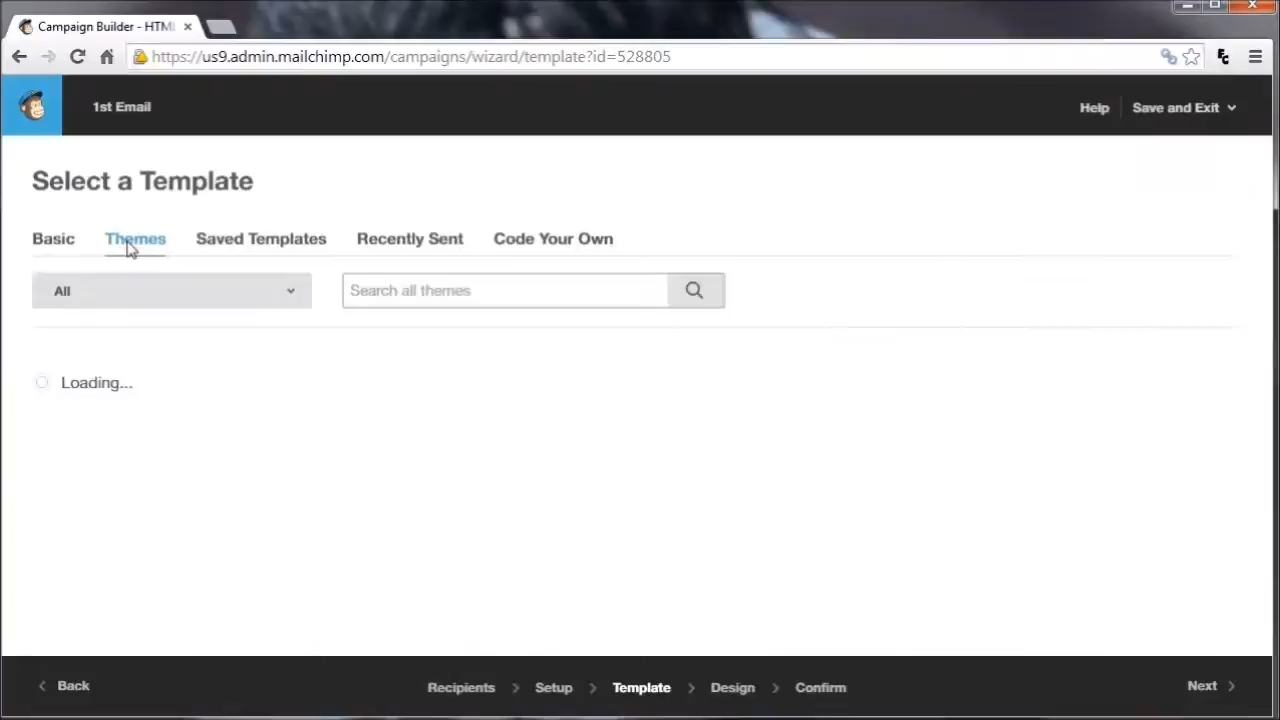 Campaign Builder - HTM
https://us9.admin.mailchimp.com/campaigns/wizard/template?id=528805
1st Email
Help
Save and Exit
Select a Template
Basic
Themes
Saved Templates
Recently Sent
Code Your Own
All
Search all themes
Loading...
Back
Recipients
Setup
Template
Design
Confirm
Next